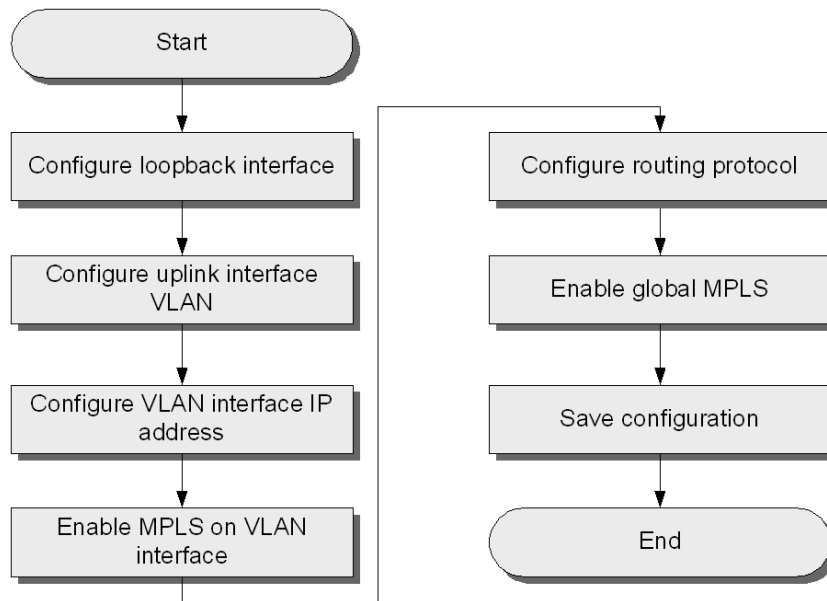 Start
Configure loopback interface
Configure uplink interface
VLAN
Configure VLAN interface IP
address
Enable MPLS on VLAN
interface
Configure routing protocol
Enable global MPLS
Save configuration
End